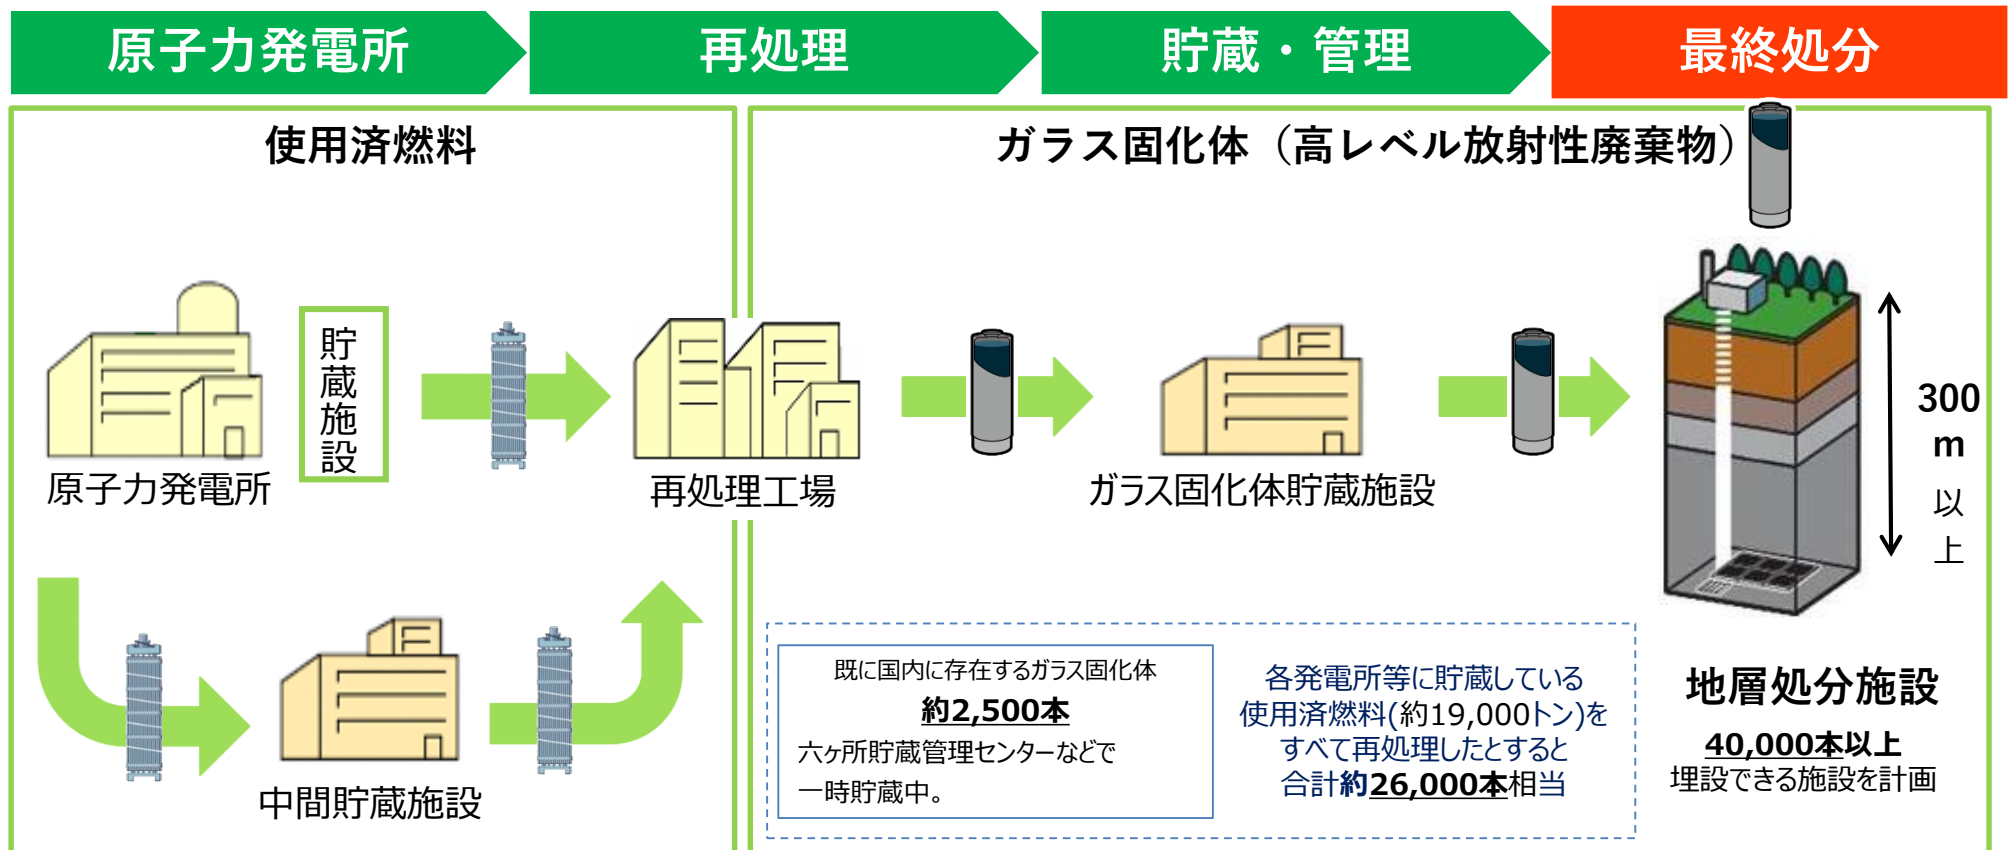 原子力発電所
再処理
貯蔵・管理
最終処分
使用済燃料
ガラス固化体（高レベル放射性廃棄物）
原子力発電所
貯蔵施設
再処理工場
中間貯蔵施設
ガラス固化体貯蔵施設
300
m
以
上
既に国内に存在するガラス固化体
約2,500本
六ヶ所貯蔵管理センターなどで
一時貯蔵中。
各発電所等に貯蔵している
使用済燃料(約19,000トン)を
すべて再処理したとすると
合計約26,000本相当
地層処分施設
40,000本以上
埋設できる施設を計画